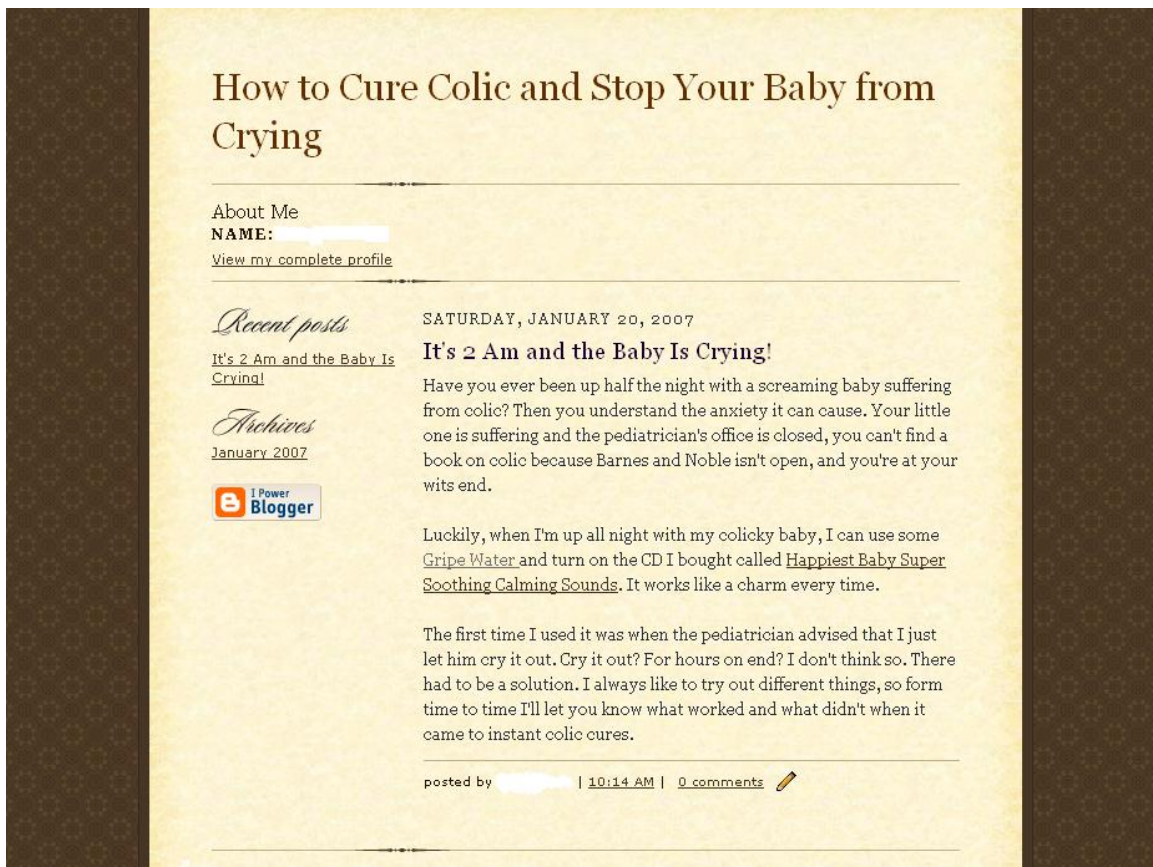 How to Cure Colic and Stop Your Baby from
Crying
About Me
NAME:
View my complete profile
Recent posts
It's 2 Am and the Baby Is
Crying!
Archives
January 2007
I Power
Blogger
SATURDAY, JANUARY 20, 2007
It's 2 Am and the Baby Is Crying!
Have you ever been up half the night with a screaming baby suffering
from colic? Then you understand the anxiety it can cause. Your little
one is suffering and the pediatrician's office is closed, you can't find a
book on colic because Barnes and Noble isn't open, and you're at your
wits end.
Luckily, when I'm up all night with my colicky baby, I can use some
Gripe Water and turn on the CD I bought called Happiest Baby Super
Soothing Calming Sounds. It works like a charm every time.
The first time I used it was when the pediatrician advised that I just
let him cry it out. Cry it out? For hours on end? I don't think so. There
had to be a solution. I always like to try out different things, so form
time to time I'll let you know what worked and what didn't when it
came to instant colic cures.
posted by | 10:14 AM | 0 comments